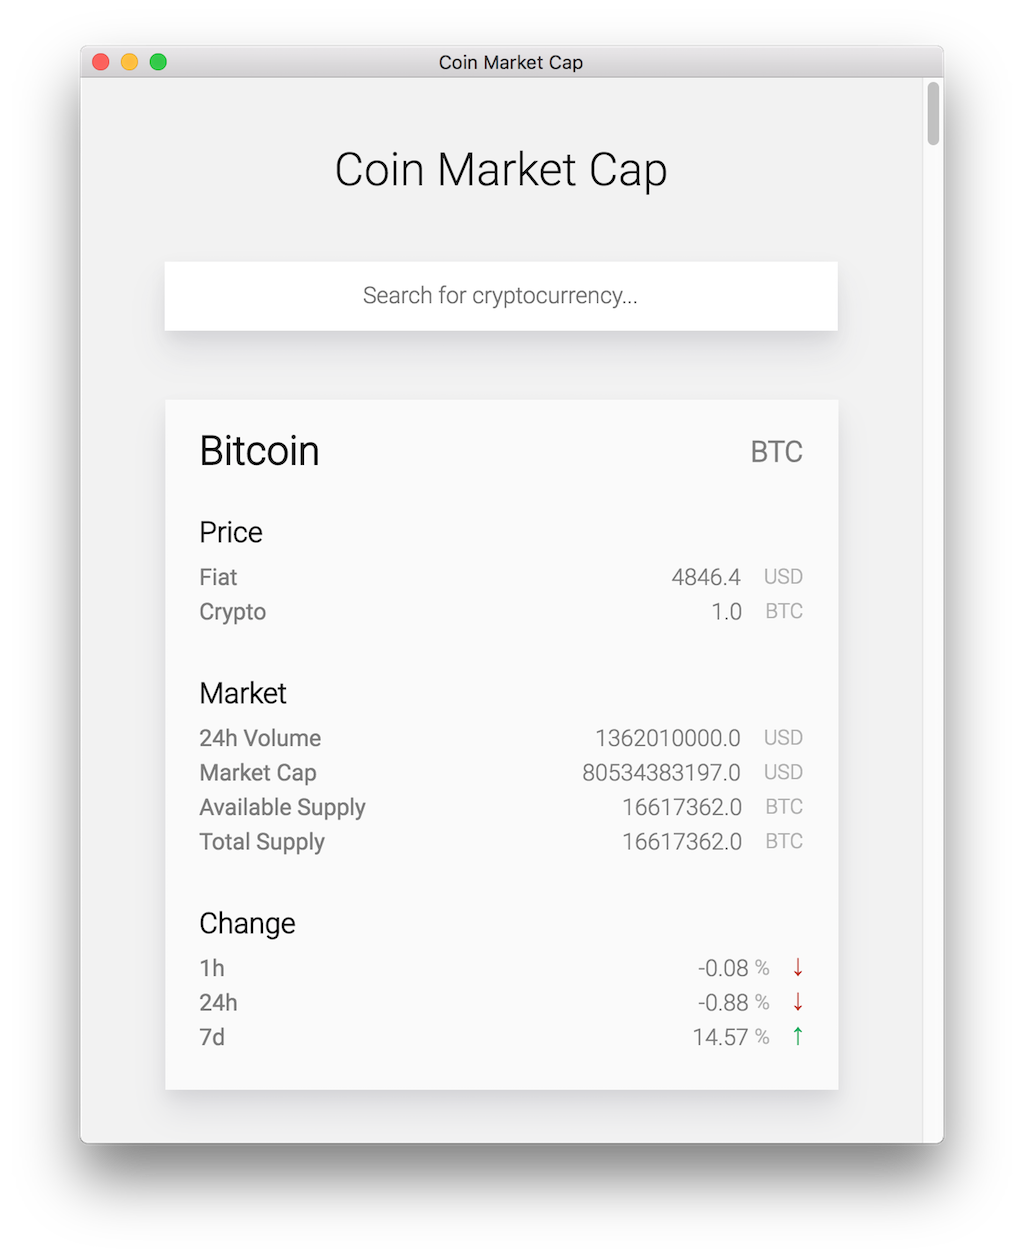 Coin Market Cap
Coin Market Cap
Search for cryptocurrency...
Bitcoin BTC
Price
Fiat 4846.4 USD
Crypto 1.0 BTC
Market
24h Volume 1362010000.0 USD
Market Cap 80534383197.0 USD
Available Supply 16617362.0 BTC
Total Supply 16617362.0 BTC
Change
1h -0.08 % ↓
24h -0.88 % ↓
7d 14.57 % ↑